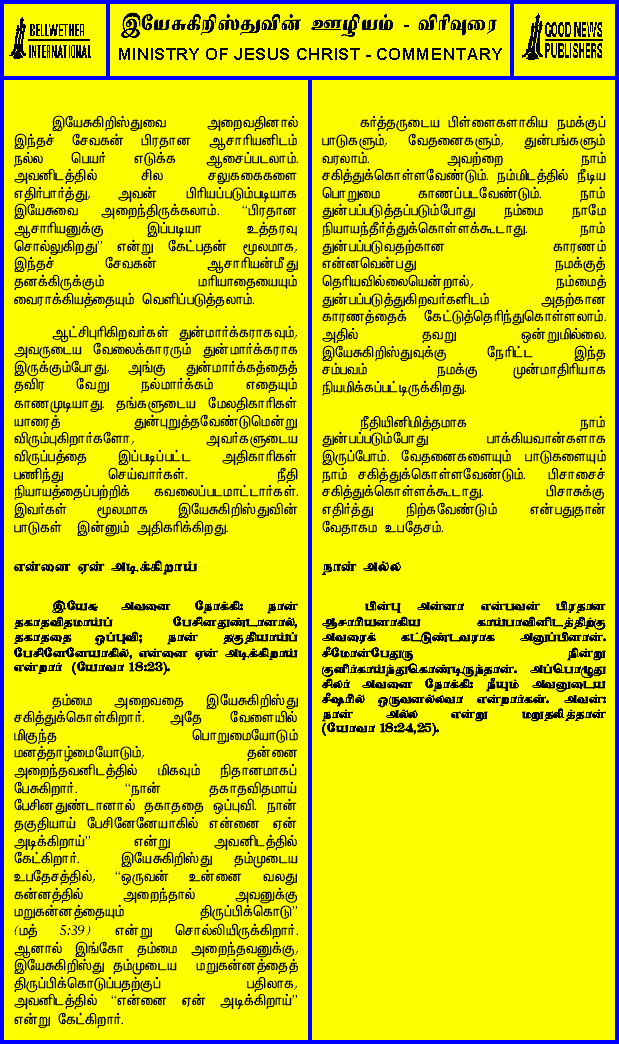 BELLWETHER
INTERNATIONAL
இயேசுகிறிஸ்துவின் ஊழியம் - விரிவுரை
MINISTRY OF JESUS CHRIST - COMMENTARY
GOOD NEWS
PUBLISHERS
இயேசுகிறிஸ்துவை அறைவதினால்
இந்தச் சேவகன் பிரதான ஆசாரியனிடம்
நல்ல பெயர் எடுக்க ஆசைப்படலாம்.
அவனிடத்தில் சில சலுகைகளை
எதிர்பார்த்து, அவன் பிரியப்படும்படியாக
இயேசுவை அறைந்திருக்கலாம். “பிரதான
ஆசாரியனுக்கு இப்படியா உத்தரவு
சொல்லுகிறது” என்று கேட்பதன் மூலமாக,
இந்தச் சேவகன் ஆசாரியன்மீது
தனக்கிருக்கும் மரியாதையையும்
வைராக்கியத்தையும் வெளிப்படுத்தலாம்.
ஆட்சிபுரிகிறவர்கள் துன்மார்க்கராகவும்,
அவருடைய வேலைக்காரரும் துன்மார்க்கராக
இருக்கும்போது, அங்கு துன்மார்க்கத்தைத்
தவிர வேறு நல்மார்க்கம் எதையும்
காணமுடியாது. தங்களுடைய மேலதிகாரிகள்
யாரைத் துன்புறுத்தவேண்டுமென்று
விரும்புகிறார்களோ, அவர்களுடைய
விருப்பத்தை இப்படிப்பட்ட அதிகாரிகள்
பணிந்து செய்வார்கள். நீதி
நியாயத்தைப்பற்றிக் கவலைப்படமாட்டார்கள்.
இவர்கள் மூலமாக இயேசுகிறிஸ்துவின்
பாடுகள் இன்னும் அதிகரிக்கிறது.
என்னை ஏன் அடிக்கிறாய்
இயேசு அவனை நோக்கி: நான்
தகாதவிதமாய்ப் பேசினதுண்டானால்,
தகாததை ஒப்புவி; நான் தகுதியாய்ப்
பேசினேனேயாகில், என்னை ஏன் அடிக்கிறாய்
என்றார் (யோவா 18:23).
தம்மை அறைவதை இயேசுகிறிஸ்து
சகித்துக்கொள்கிறார். அதே வேளையில்
மிகுந்த பொறுமையோடும்
மனத்தாழ்மையோடும், தன்னை
அறைந்தவனிடத்தில் மிகவும் நிதானமாகப்
பேசுகிறார். “நான் தகாதவிதமாய்
பேசினதுண்டானால் தகாததை ஒப்புவி. நான்
தகுதியாய் பேசினேனேயாகில் என்னை ஏன்
அடிக்கிறாய்” என்று அவனிடத்தில்
கேட்கிறார். இயேசுகிறிஸ்து தம்முடைய
உபதேசத்தில், “ஒருவன் உன்னை வலது
கன்னத்தில் அறைந்தால் அவனுக்கு
மறுகன்னத்தையும் திருப்பிக்கொடு”
(மத் 5:39) என்று சொல்லியிருக்கிறார்.
ஆனால் இங்கோ தம்மை அறைந்தவனுக்கு,
இயேசுகிறிஸ்து தம்முடைய மறுகன்னத்தைத்
திருப்பிக்கொடுப்பதற்குப் பதிலாக,
அவனிடத்தில் “என்னை ஏன் அடிக்கிறாய்”
என்று கேட்கிறார்.
கர்த்தருடைய பிள்ளைகளாகிய நமக்குப்
பாடுகளும், வேதனைகளும், துன்பங்களும்
வரலாம். அவற்றை நாம்
சகித்துக்கொள்ளவேண்டும். நம்மிடத்தில் நீடிய
பொறுமை காணப்படவேண்டும். நாம்
துன்பப்படுத்தப்படும்போது நம்மை நாமே
நியாயந்தீர்த்துக்கொள்ளக்கூடாது. நாம்
துன்பப்படுவதற்கான காரணம்
என்னவென்பது நமக்குத்
தெரியவில்லையென்றால், நம்மைத்
துன்பப்படுத்துகிறவர்களிடம் அதற்கான
காரணத்தைக் கேட்டுத்தெரிந்துகொள்ளலாம்.
அதில் தவறு ஒன்றுமில்லை.
இயேசுகிறிஸ்துவுக்கு நேரிட்ட இந்த
சம்பவம் நமக்கு முன்மாதிரியாக
நியமிக்கப்பட்டிருக்கிறது.
நீதியினிமித்தமாக நாம்
துன்பப்படும்போது பாக்கியவான்களாக
இருப்போம். வேதனைகளையும் பாடுகளையும்
நாம் சகித்துக்கொள்ளவேண்டும். பிசாசைச்
சகித்துக்கொள்ளக்கூடாது. பிசாசுக்கு
எதிர்த்து நிற்கவேண்டும் என்பதுதான்
வேதாகம உபதேசம்.
நான் அல்ல
பின்பு அன்னா என்பவன் பிரதான
ஆசாரியனாகிய காய்பாவினிடத்திற்கு
அவரைக் கட்டுண்டவராக அனுப்பினான்.
சீமோன்பேதுரு நின்று
குளிர்காய்ந்துகொண்டிருந்தான். அப்பொழுது
சிலர் அவனை நோக்கி: நீயும் அவனுடைய
சீஷரில் ஒருவனல்லவா என்றார்கள். அவன்:
நான் அல்ல என்று மறுதலித்தான்
(யோவா 18:24,25).